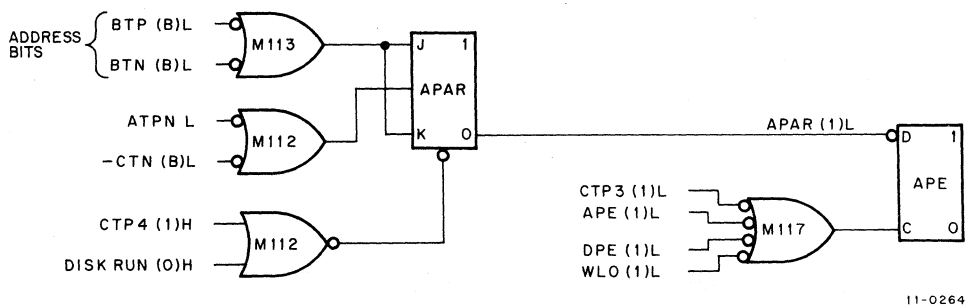 ADDRESS
BITS
BTP (B)L
BTN (B)L
M113
J 1
APAR
K 0
ATPN L
-CTN (B)L
M112
CTP4 (1)H
DISK RUN (0)H
M112
APAR (1)L
D 1
APE
C 0
CTP3 (1)L
APE (1)L
DPE (1)L
WLO (1)L
M117
11-0264